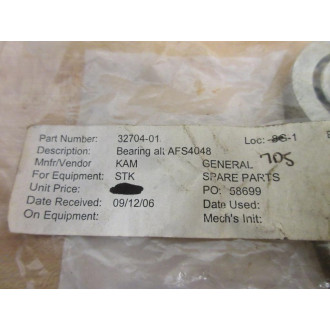 Part Number: 32704-01 Loc: 8G-1
Description: Bearing alt AFS4048 705
Mnfr/Vendor KAM GENERAL
For Equipment: STK SPARE PARTS
Unit Price: PO: 58699
Date Received: 09/12/06 Date Used:
On Equipment: Mech's Init: